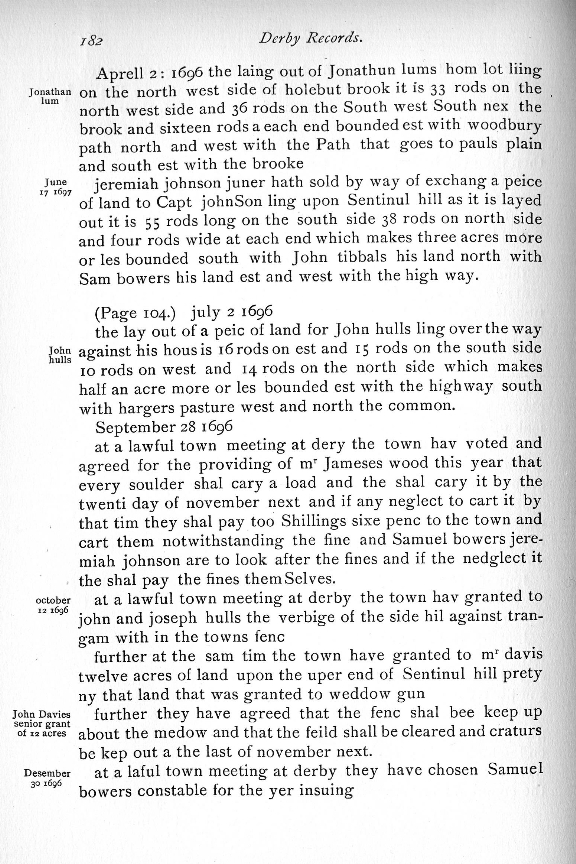 182 Derby Records.
Aprell 2: 1696 the laing out of Jonathun lums hom lot liing
Jonathan lum
on the north west side of holebut brook it is 33 rods on the
north west side and 36 rods on the South west South nex the
brook and sixteen rods a each end bounded est with woodbury
path north and west with the Path that goes to pauls plain
and south est with the brooke
June 17 1697
jeremiah johnson juner hath sold by way of exchang a peice
of land to Capt johnSon ling upon Sentinul hill as it is layed
out it is 55 rods long on the south side 38 rods on north side
and four rods wide at each end which makes three acres more
or les bounded south with John tibbals his land north with
Sam bowers his land est and west with the high way.
(Page 104.) july 2 1696
the lay out of a peic of land for John hulls ling over the way
John hulls
against his hous is 16 rods on est and 15 rods on the south side
10 rods on west and 14 rods on the north side which makes
half an acre more or les bounded est with the highway south
with hargers pasture west and north the common.
September 28 1696
at a lawful town meeting at dery the town hav voted and
agreed for the providing of mr Jameses wood this year that
every soulder shal cary a load and the shal cary it by the
twenti day of november next and if any neglect to cart it by
that tim they shal pay too Shillings sixe penc to the town and
cart them notwithstanding the fine and Samuel bowers jere-
miah johnson are to look after the fines and if the nedglect it
the shal pay the fines themSelves.
october 12 1696
at a lawful town meeting at derby the town hav granted to
john and joseph hulls the verbige of the side hil against tran-
gam with in the towns fenc
further at the sam tim the town have granted to mr davis
twelve acres of land upon the uper end of Sentinul hill prety
ny that land that was granted to weddow gun
John Davies senior grant of 12 acres
further they have agreed that the fenc shal bee keep up
about the medow and that the feild shall be cleared and craturs
be kep out a the last of november next.
Desember 30 1696
at a laful town meeting at derby they have chosen Samuel
bowers constable for the yer insuing